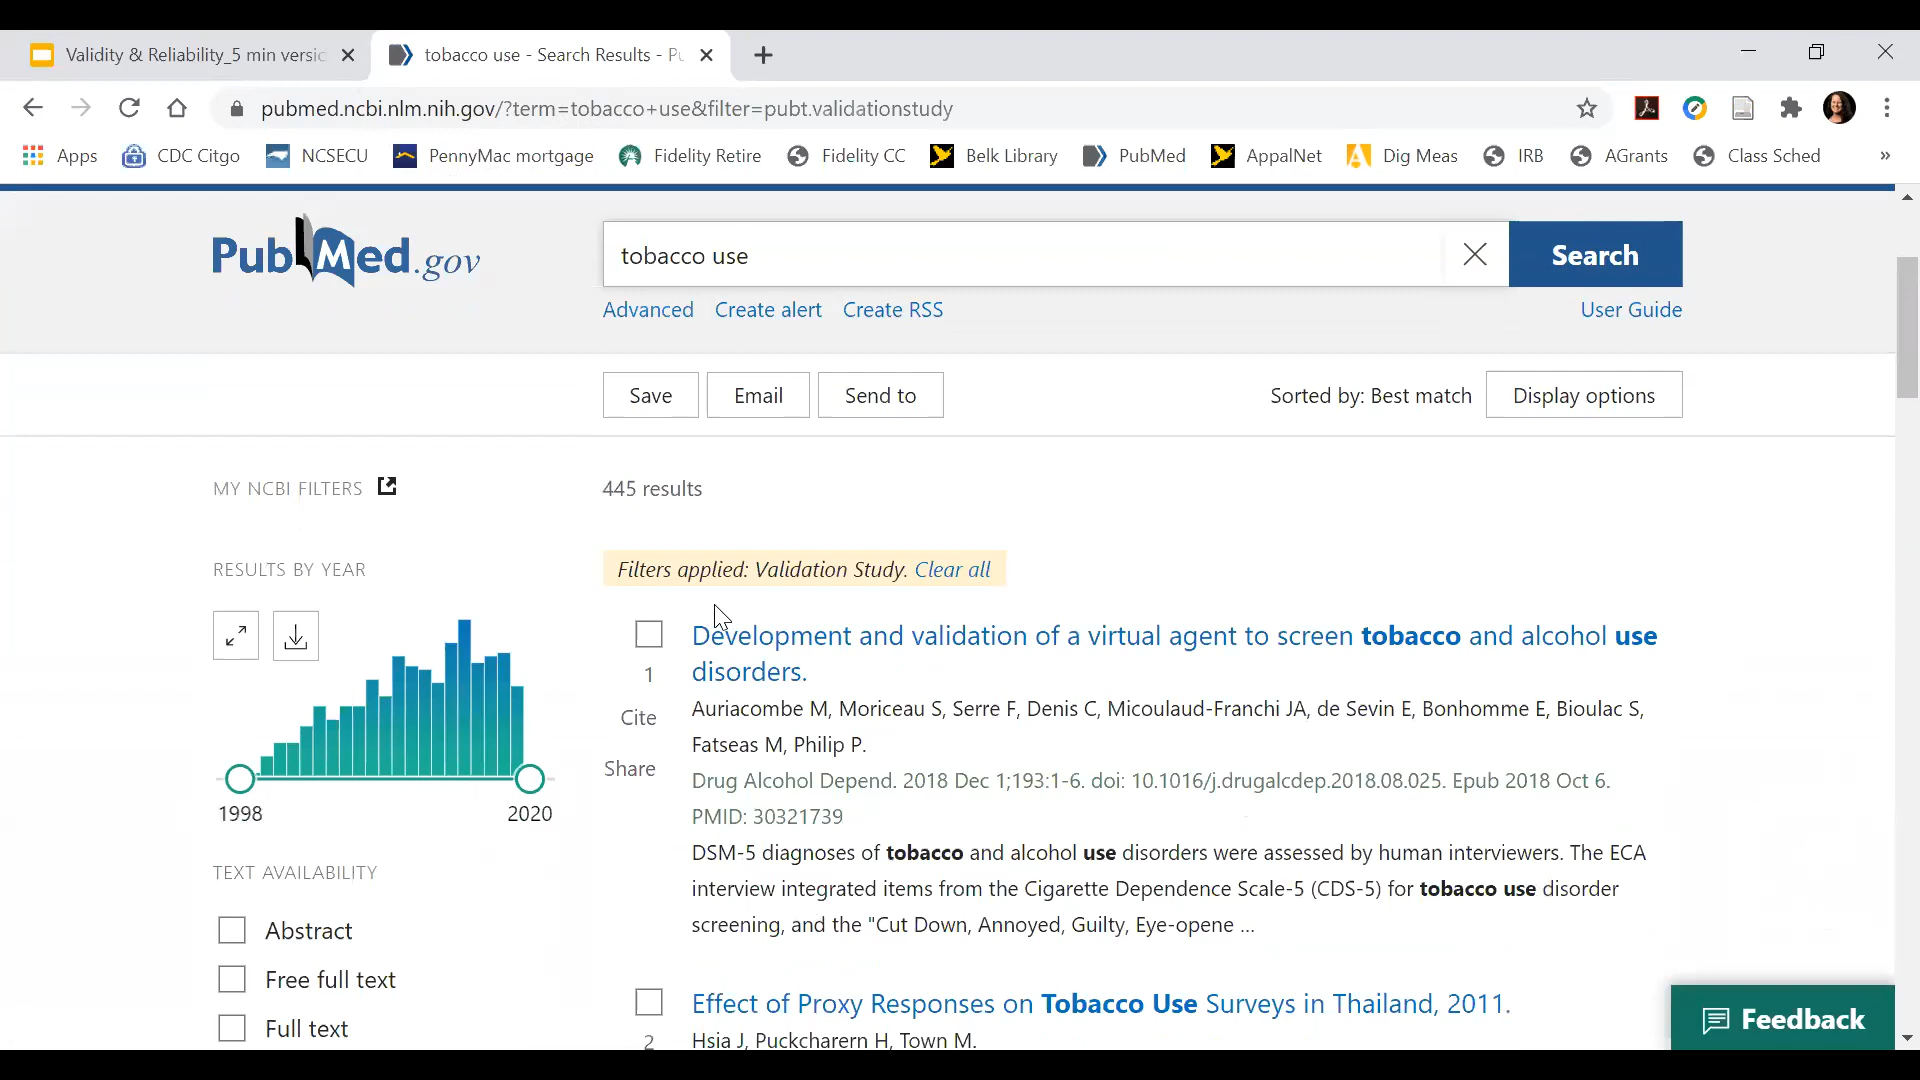 Validity & Reliability_5 min versic
tobacco use - Search Results - Pu
pubmed.ncbi.nlm.nih.gov/?term=tobacco+use&filter=pubt.validationstudy
Apps CDC Citgo NCSECU PennyMac mortgage Fidelity Retire Fidelity CC Belk Library PubMed AppalNet Dig Meas IRB AGrants Class Sched »
PubMed.gov
tobacco use
Search
Advanced Create alert Create RSS User Guide
Save Email Send to Sorted by: Best match Display options
MY NCBI FILTERS
445 results
RESULTS BY YEAR
1998 2020
TEXT AVAILABILITY
Abstract
Free full text
Full text
Filters applied: Validation Study. Clear all
Development and validation of a virtual agent to screen tobacco and alcohol use
disorders.
1
Cite
Share
Auriacombe M, Moriceau S, Serre F, Denis C, Micoulaud-Franchi JA, de Sevin E, Bonhomme E, Bioulac S,
Fatseas M, Philip P.
Drug Alcohol Depend. 2018 Dec 1;193:1-6. doi: 10.1016/j.drugalcdep.2018.08.025. Epub 2018 Oct 6.
PMID: 30321739
DSM-5 diagnoses of tobacco and alcohol use disorders were assessed by human interviewers. The ECA
interview integrated items from the Cigarette Dependence Scale-5 (CDS-5) for tobacco use disorder
screening, and the "Cut Down, Annoyed, Guilty, Eye-opene ...
Effect of Proxy Responses on Tobacco Use Surveys in Thailand, 2011.
2
Hsia J, Puckcharern H, Town M.
Feedback